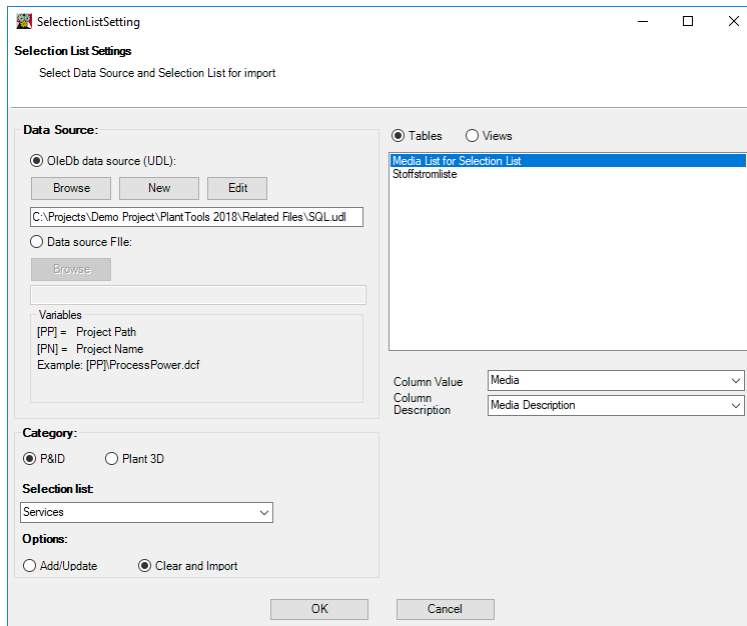 SelectionListSetting
Selection List Settings
Select Data Source and Selection List for import
Data Source:
OleDb data source (UDL):
Browse New Edit
C:\Projects\Demo Project\PlantTools 2018\Related Files\SQL.udl
Data source FIle:
Browse
Variables
[PP] = Project Path
[PN] = Project Name
Example: [PP]\ProcessPower.dcf
Category:
P&ID Plant 3D
Selection list:
Services
Options:
Add/Update Clear and Import
Tables Views
Media List for Selection List
Stoffstromliste
Column Value Media
Column Description Media Description
OK Cancel